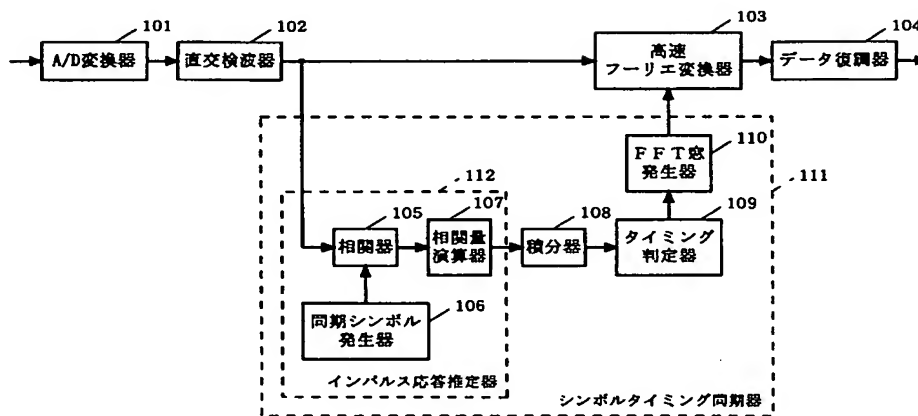 101
102
103
104
A/D変換器
直交検波器
高速
フーリエ変換器
データ復調器
110
FFT窓
発生器
111
112
105
107
108
109
相関器
相関量
演算器
積分器
タイミング
判定器
106
同期シンボル
発生器
インパルス応答推定器
シンボルタイミング同期器